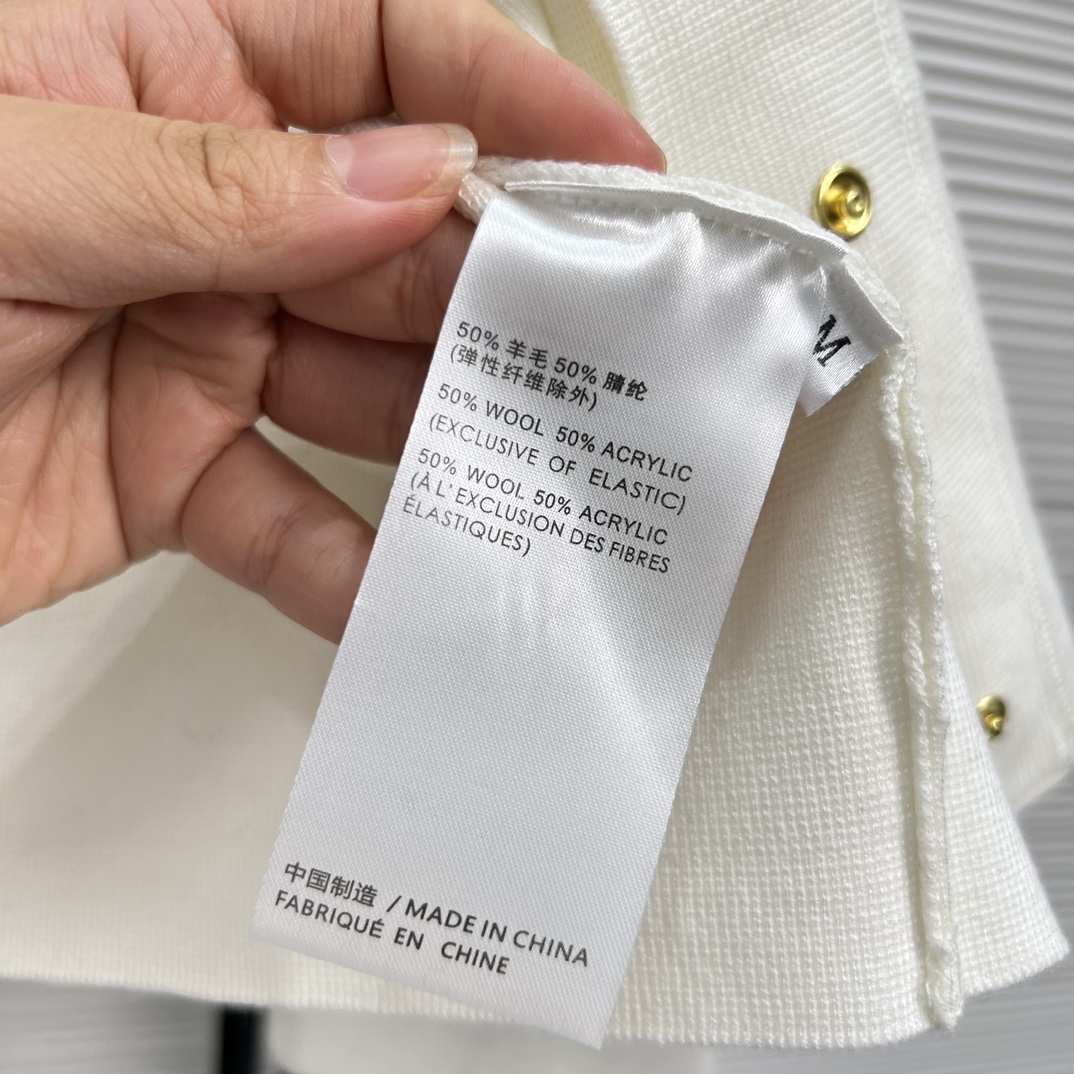 50% 羊毛 50% 腈纶
(弹性纤维除外)
50% WOOL 50% ACRYLIC
(EXCLUSIVE OF ELASTIC)
50% WOOL 50% ACRYLIC
(À L'EXCLUSION DES FIBRES
ÉLASTIQUES)
M
中国制造 / MADE IN CHINA
FABRIQUÉ EN CHINE